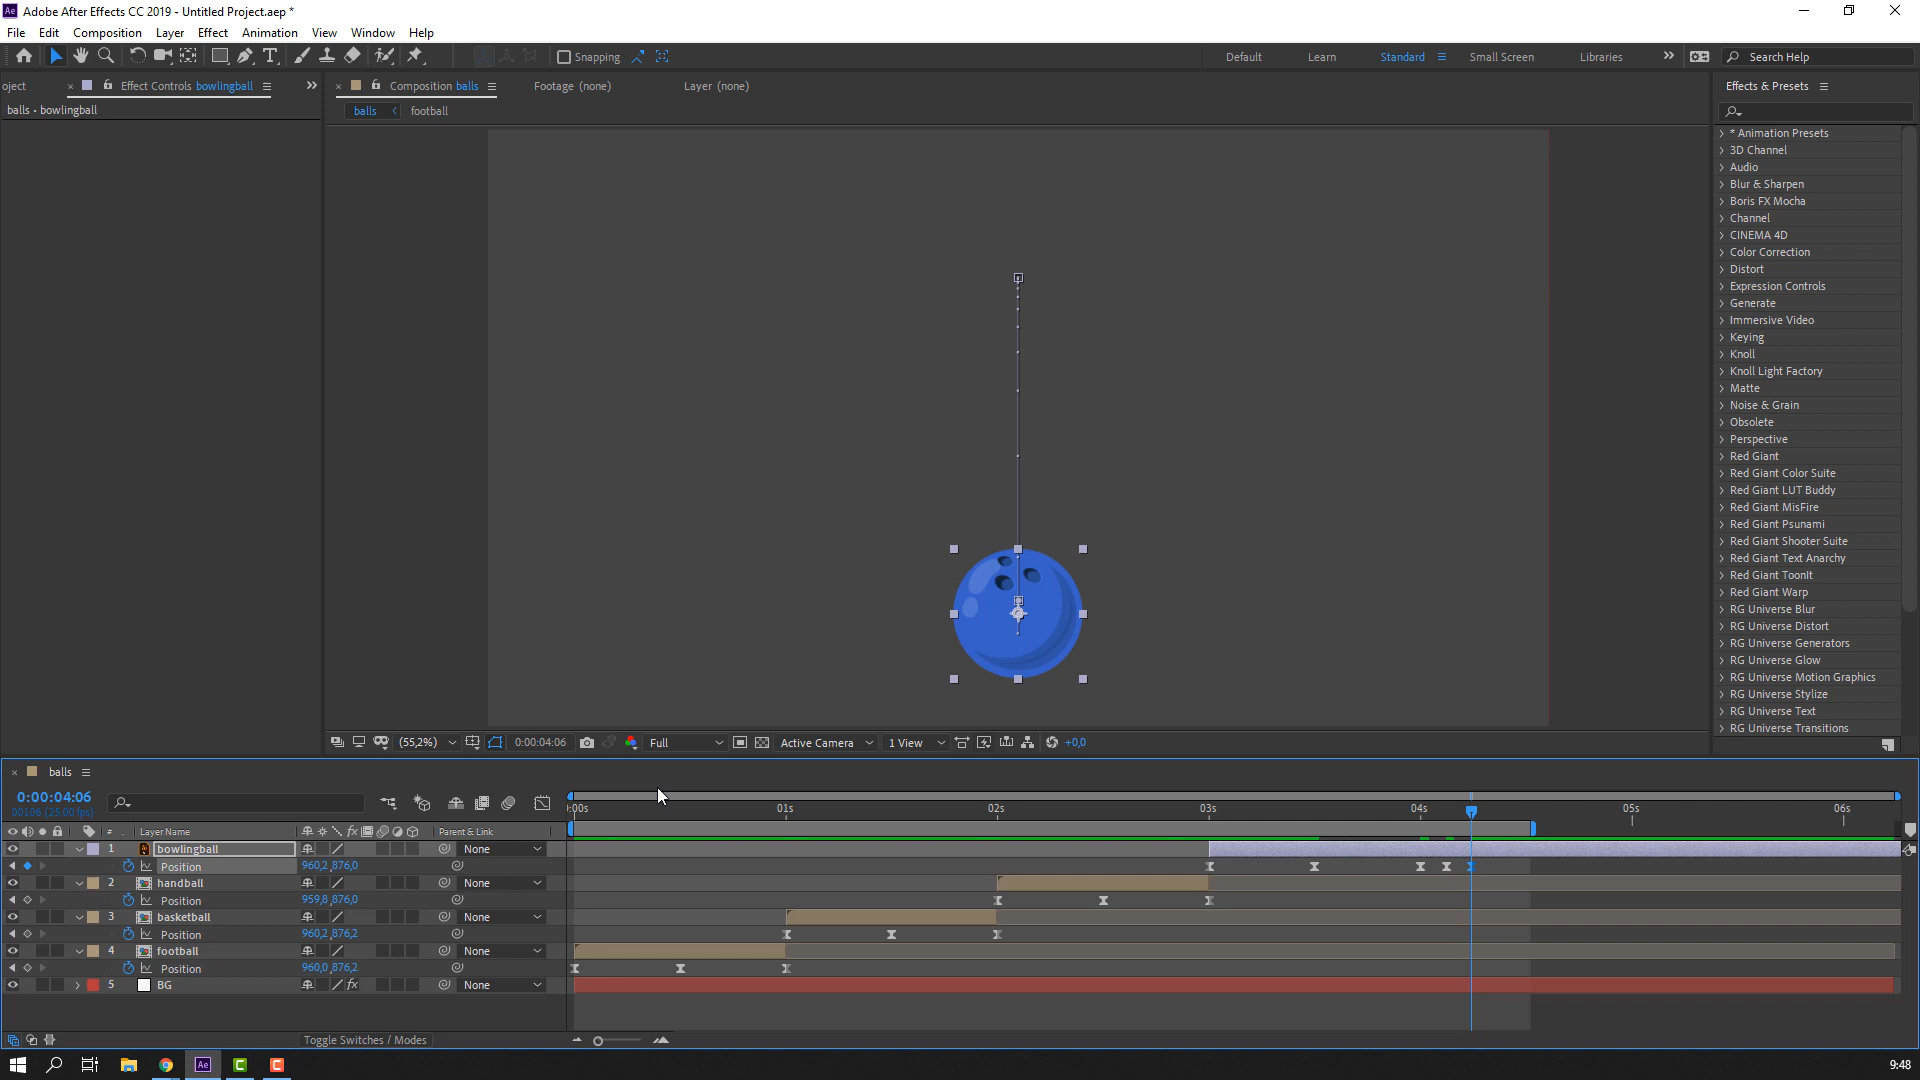 Adobe After Effects CC 2019 - Untitled Project.aep *
File Edit Composition Layer Effect Animation View Window Help
Snapping Default Learn Standard Small Screen Libraries Search Help
oject Effect Controls bowlingball Composition balls Footage (none) Layer (none) Effects & Presets
balls • bowlingball balls football
* Animation Presets
3D Channel
Audio
Blur & Sharpen
Boris FX Mocha
Channel
CINEMA 4D
Color Correction
Distort
Expression Controls
Generate
Immersive Video
Keying
Knoll
Knoll Light Factory
Matte
Noise & Grain
Obsolete
Perspective
Red Giant
Red Giant Color Suite
Red Giant LUT Buddy
Red Giant MisFire
Red Giant Psunami
Red Giant Shooter Suite
Red Giant Text Anarchy
Red Giant ToonIt
Red Giant Warp
RG Universe Blur
RG Universe Distort
RG Universe Generators
RG Universe Glow
RG Universe Motion Graphics
RG Universe Stylize
RG Universe Text
RG Universe Transitions
(55,2%) 0:00:04:06 Full Active Camera 1 View +0,0
balls
0:00:04:06
00106 (25.00 fps)
:00s 01s 02s 03s 04s 05s 06s
# Layer Name fx Parent & Link
1 bowlingball None
Position 960,2,876,0
2 handball None
Position 959,8,876,0
3 basketball None
Position 960,2,876,2
4 football None
Position 960,0,876,2
5 BG fx None
Toggle Switches / Modes
Ae 9:48